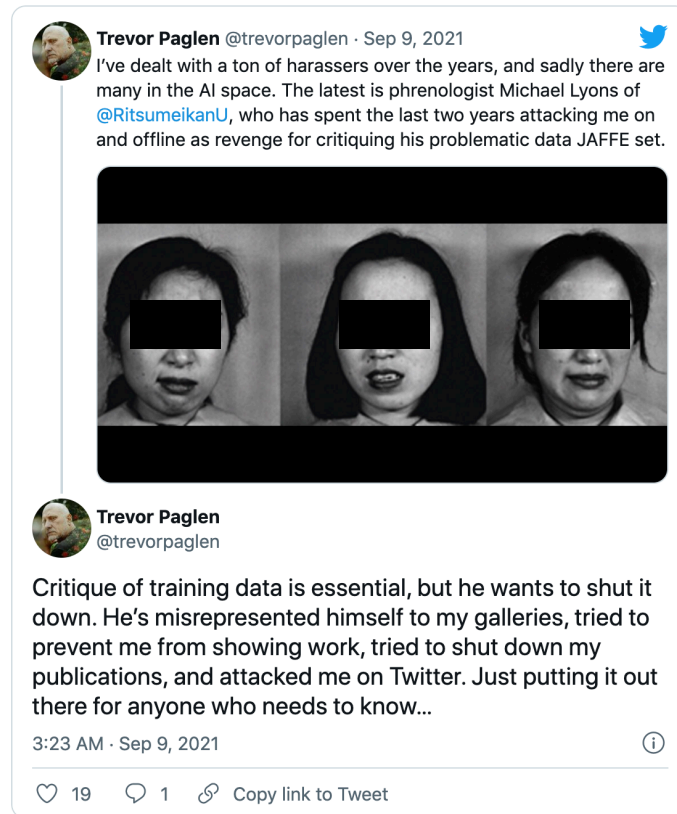 Trevor Paglen @trevorpaglen · Sep 9, 2021
I’ve dealt with a ton of harassers over the years, and sadly there are
many in the AI space. The latest is phrenologist Michael Lyons of
@RitsumeikanU, who has spent the last two years attacking me on
and offline as revenge for critiquing his problematic data JAFFE set.
Trevor Paglen
@trevorpaglen
Critique of training data is essential, but he wants to shut it
down. He’s misrepresented himself to my galleries, tried to
prevent me from showing work, tried to shut down my
publications, and attacked me on Twitter. Just putting it out
there for anyone who needs to know...
3:23 AM · Sep 9, 2021
19 1 Copy link to Tweet